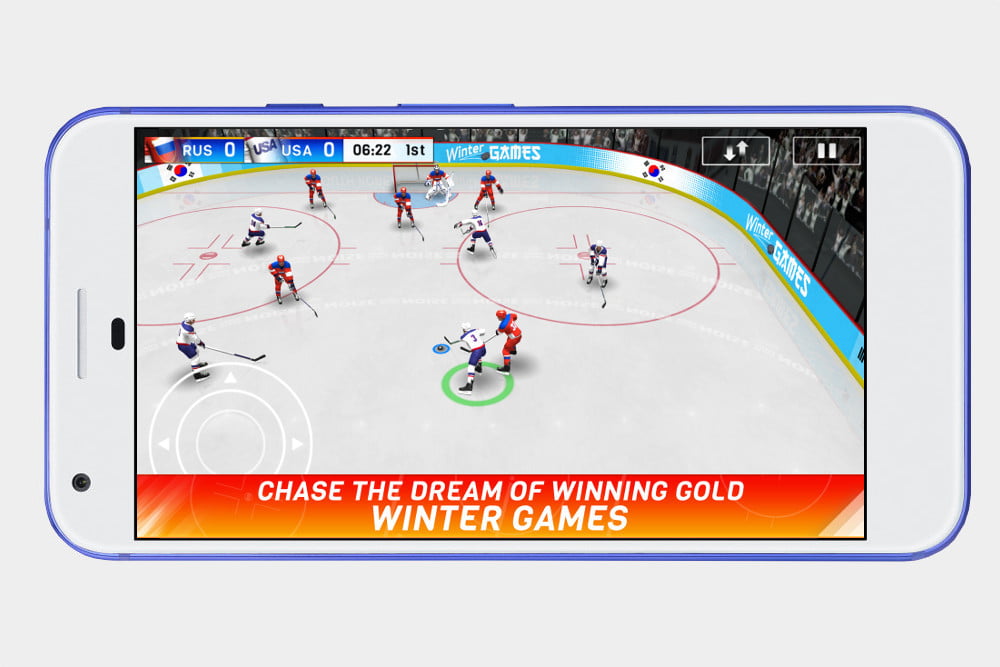 RUS 0 USA USA 0 06:22 1st
Winter GAMES
Winter GAMES
3
CHASE THE DREAM OF WINNING GOLD
WINTER GAMES